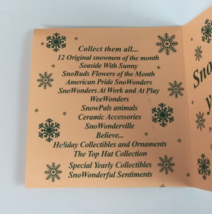 Collect them all...
12 Original snowmen of the month
Seaside With Sunny
SnoBuds Flowers of the Month
American Pride SnoWonders
SnoWonders At Work and At Play
WeeWonders
SnowPals animals
Ceramic Accessories
SnoWonderville
Believe...
Holiday Collectibles and Ornaments
The Top Hat Collection
Special Yearly Collectibles
SnoWonderful Sentiments